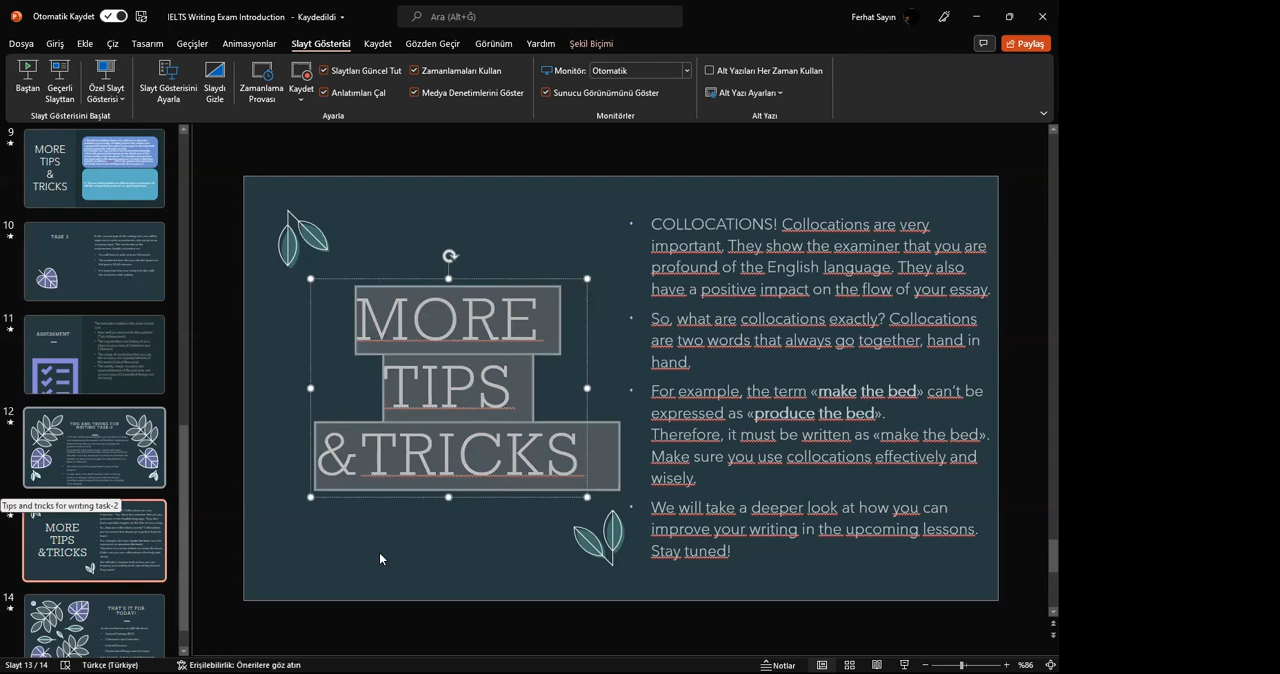 Otomatik Kaydet
IELTS Writing Exam Introduction - Kaydedildi
Ara (Alt+Ğ)
Ferhat Sayın
Dosya Giriş Ekle Çiz Tasarım Geçişler Animasyonlar Slayt Gösterisi Kaydet Gözden Geçir Görünüm Yardım Şekil Biçimi
Paylaş
Baştan
Geçerli Slayttan
Özel Slayt Gösterisi
Slayt Gösterisini Ayarla
Slaydı Gizle
Zamanlama Provası
Kaydet
Slaytları Güncel Tut
Zamanlamaları Kullan
Anlatımları Çal
Medya Denetimlerini Göster
Monitör: Otomatik
Sunucu Görünümünü Göster
Alt Yazıları Her Zaman Kullan
Alt Yazı Ayarları
Slayt Gösterisini Başlat
Ayarla
Monitörler
Alt Yazı
9
MORE
TIPS
&
TRICKS
10
TASK 2
11
ASSESSMENT
12
TIPS AND TRICKS FOR
WRITING TASK-2
Tips and tricks for writing task-2
MORE
TIPS
&TRICKS
14
THAT'S IT FOR
TODAY!
MORE
TIPS
&TRICKS
COLLOCATIONS! Collocations are very
important. They show the examiner that you are
profound of the English language. They also
have a positive impact on the flow of your essay.
So, what are collocations exactly? Collocations
are two words that always go together, hand in
hand.
For example, the term «make the bed» can't be
expressed as «produce the bed».
Therefore, it must be written as «make the bed».
Make sure you use collocations effectively and
wisely.
We will take a deeper look at how you can
improve your writing in the upcoming lessons.
Stay tuned!
Slayt 13 / 14
Türkçe (Türkiye)
Erişilebilirlik: Önerilere göz atın
Notlar
%86